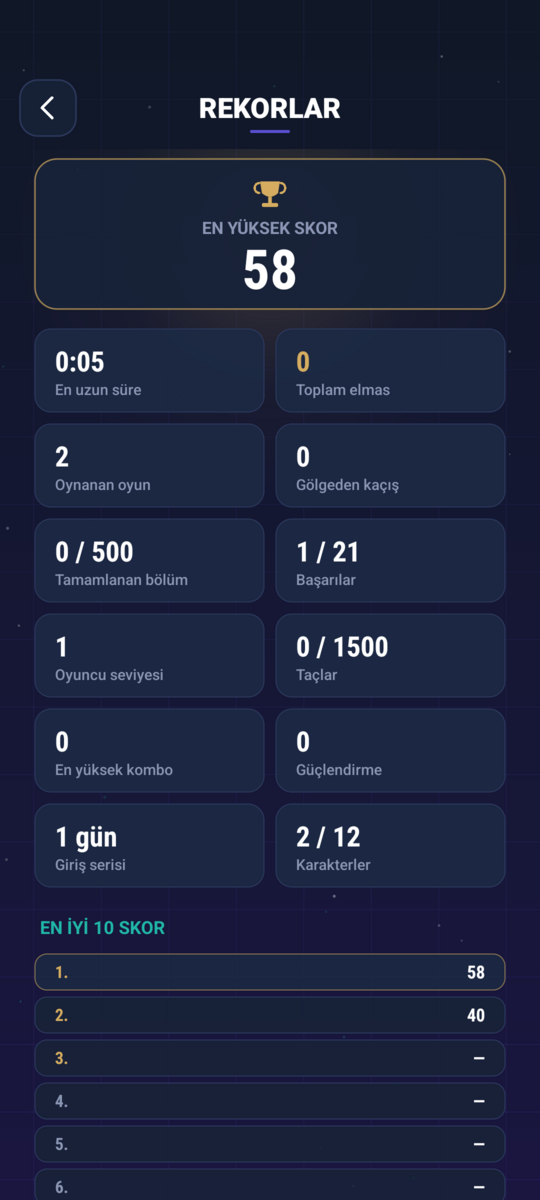 REKORLAR
EN YÜKSEK SKOR
58
0:05
En uzun süre
0
Toplam elmas
2
Oynanan oyun
0
Gölgeden kaçış
0 / 500
Tamamlanan bölüm
1 / 21
Başarılar
1
Oyuncu seviyesi
0 / 1500
Taçlar
0
En yüksek kombo
0
Güçlendirme
1 gün
Giriş serisi
2 / 12
Karakterler
EN İYİ 10 SKOR
1. 58
2. 40
3. –
4. –
5. –
6. –